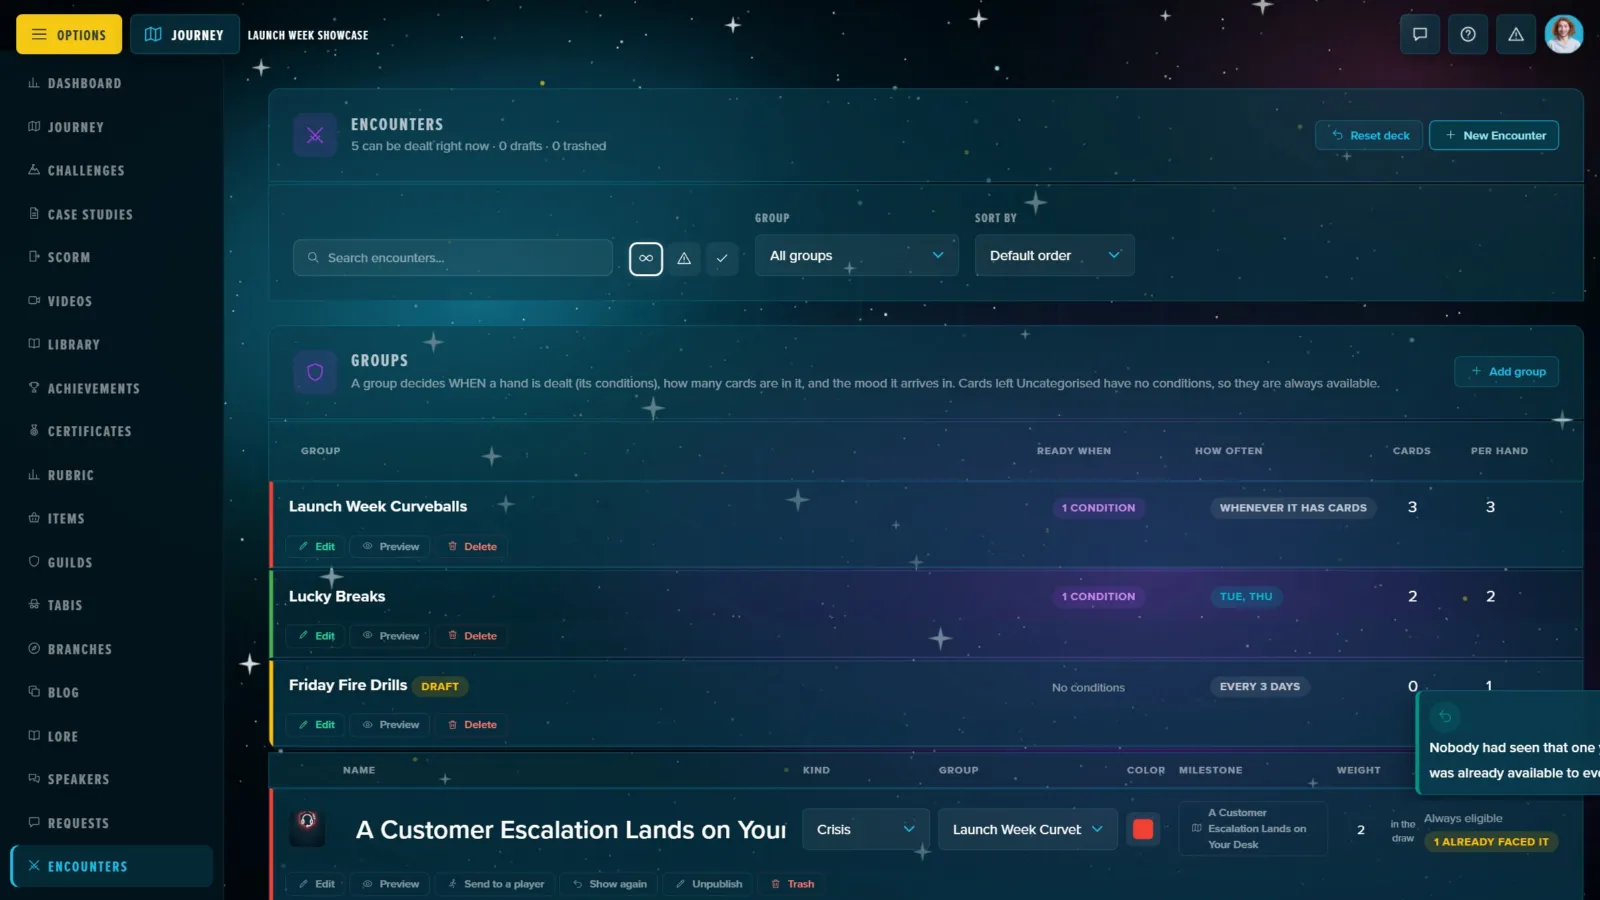 OPTIONS
JOURNEY
LAUNCH WEEK SHOWCASE
DASHBOARD
JOURNEY
CHALLENGES
CASE STUDIES
SCORM
VIDEOS
LIBRARY
ACHIEVEMENTS
CERTIFICATES
RUBRIC
ITEMS
GUILDS
TABIS
BRANCHES
BLOG
LORE
SPEAKERS
REQUESTS
ENCOUNTERS
ENCOUNTERS
5 can be dealt right now · 0 drafts · 0 trashed
Reset deck
+ New Encounter
GROUP
SORT BY
Search encounters...
All groups
Default order
GROUPS
A group decides WHEN a hand is dealt (its conditions), how many cards are in it, and the mood it arrives in. Cards left Uncategorised have no conditions, so they are always available.
+ Add group
GROUP READY WHEN HOW OFTEN CARDS PER HAND
Launch Week Curveballs 1 CONDITION WHENEVER IT HAS CARDS 3 3
Edit Preview Delete
Lucky Breaks 1 CONDITION TUE, THU 2 2
Edit Preview Delete
Friday Fire Drills DRAFT No conditions EVERY 3 DAYS 0 1
Edit Preview Delete
Nobody had seen that one
was already available to
NAME KIND GROUP COLOR MILESTONE WEIGHT
A Customer Escalation Lands on Your
Crisis
Launch Week Curve
A Customer
Escalation Lands on
Your Desk
2
in the
draw
Always eligible
1 ALREADY FACED IT
Edit Preview Send to a player Show again Unpublish Trash